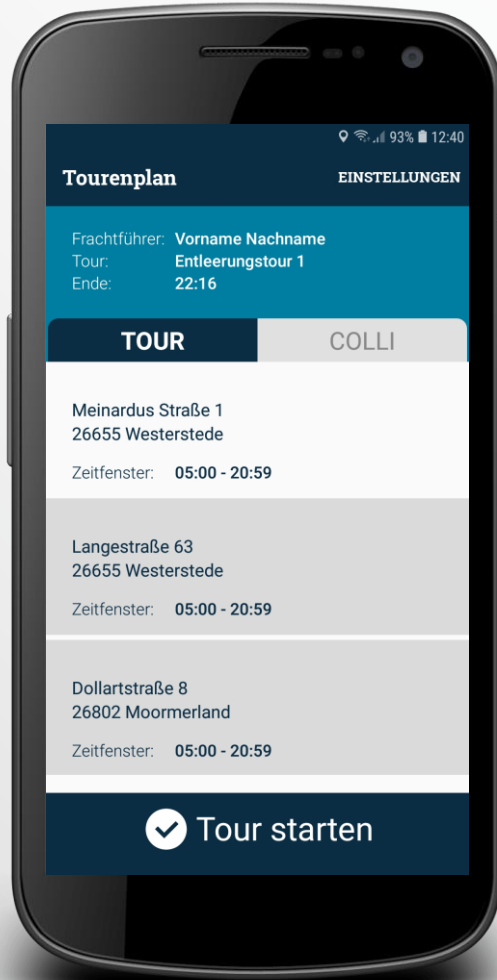 93% 12:40
Tourenplan EINSTELLUNGEN
Frachtführer: Vorname Nachname
Tour: Entleerungstour 1
Ende: 22:16
TOUR COLLI
Meinardus Straße 1
26655 Westerstede
Zeitfenster: 05:00 - 20:59
Langestraße 63
26655 Westerstede
Zeitfenster: 05:00 - 20:59
Dollartstraße 8
26802 Moormerland
Zeitfenster: 05:00 - 20:59
Tour starten